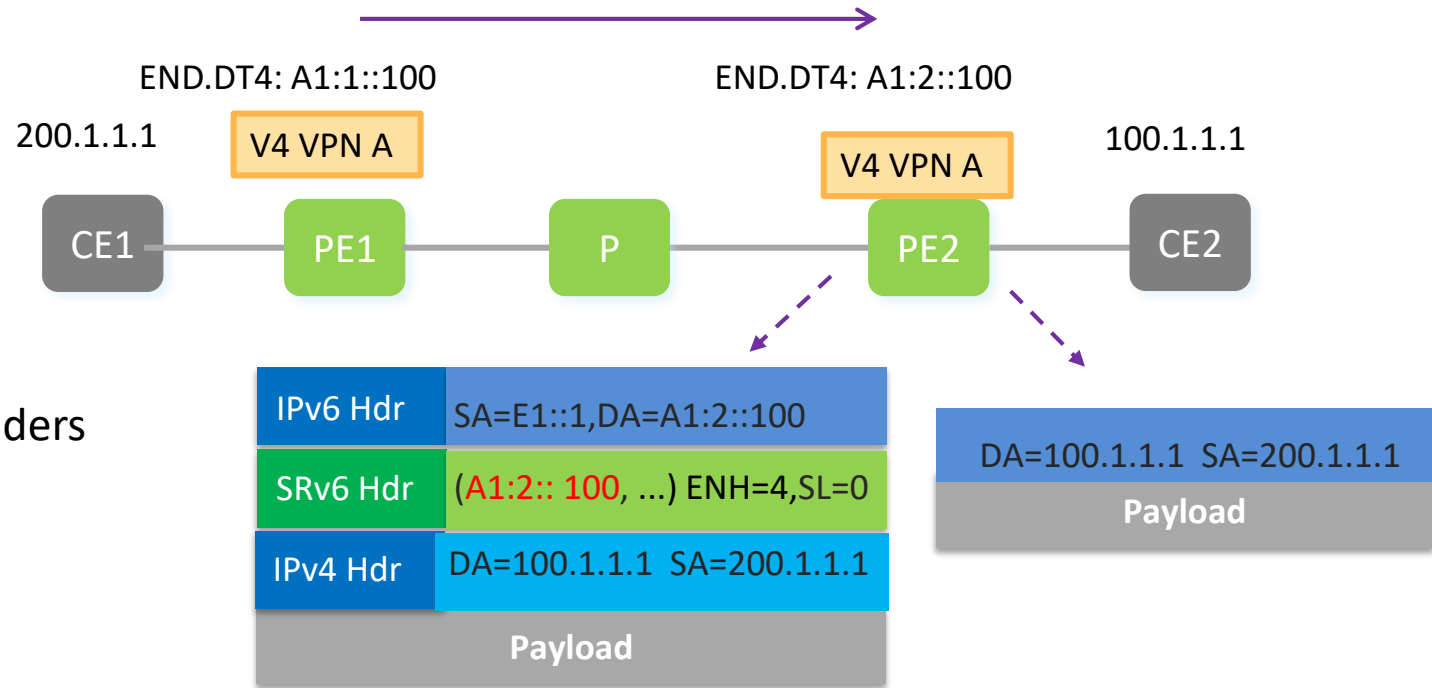 END.DT4: A1:1::100
END.DT4: A1:2::100
200.1.1.1
V4 VPN A
V4 VPN A
100.1.1.1
CE1
PE1
P
PE2
CE2
ders
IPv6 Hdr
SA=E1::1,DA=A1:2::100
SRv6 Hdr
(A1:2:: 100, ...) ENH=4,SL=0
IPv4 Hdr
DA=100.1.1.1 SA=200.1.1.1
Payload
DA=100.1.1.1 SA=200.1.1.1
Payload